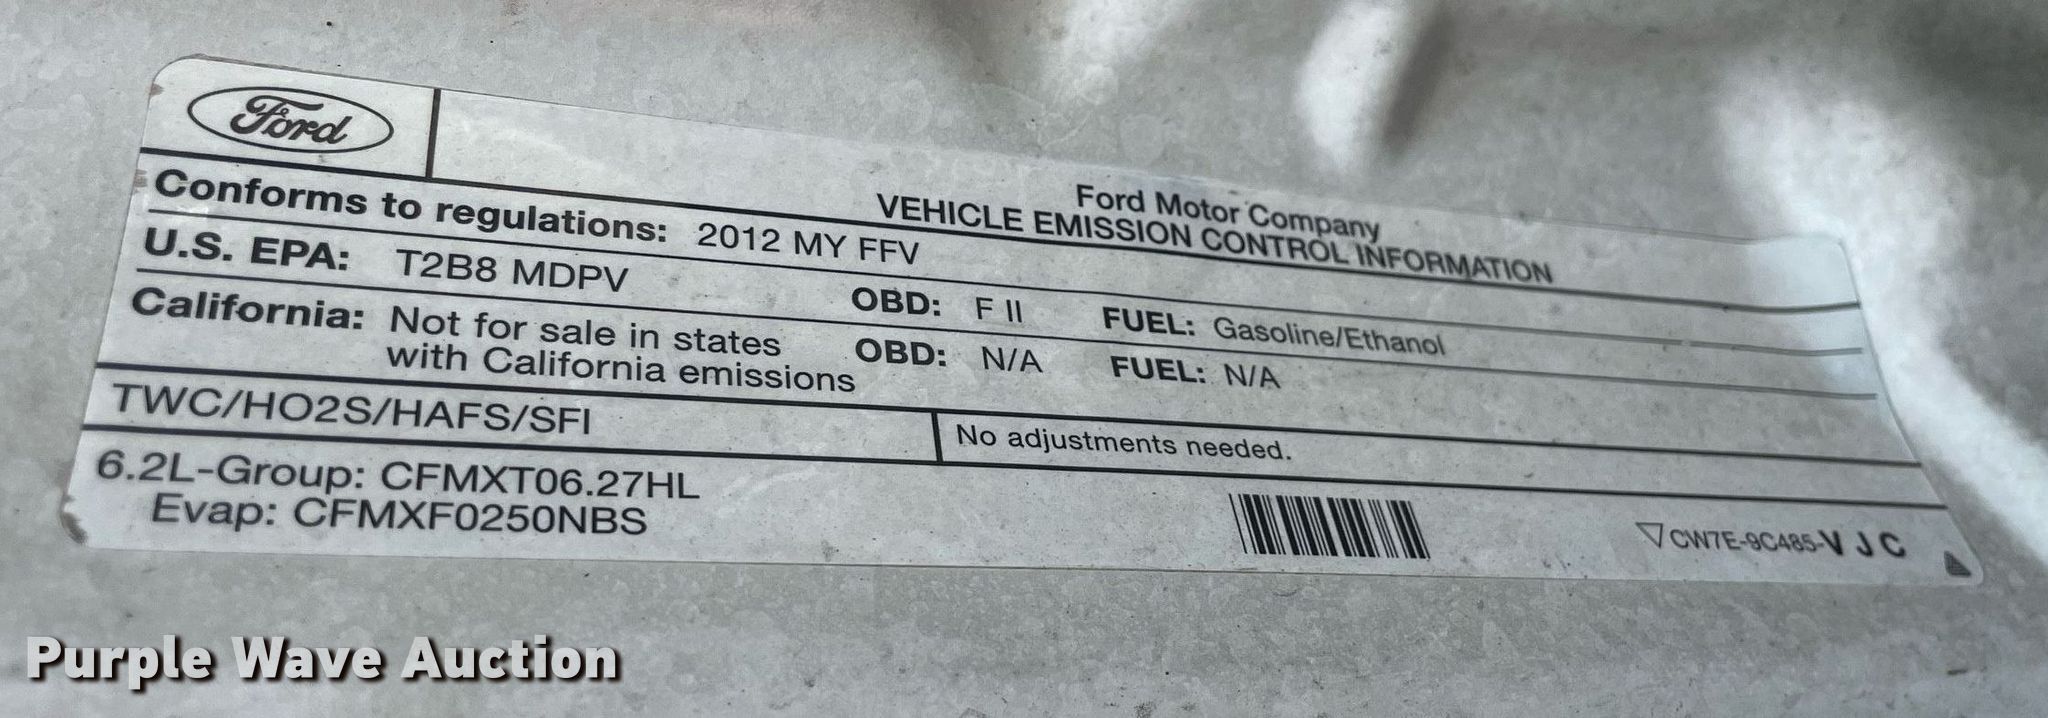 Ford
Ford Motor Company
VEHICLE EMISSION CONTROL INFORMATION
Conforms to regulations: 2012 MY FFV
U.S. EPA: T2B8 MDPV OBD: F II FUEL: Gasoline/Ethanol
California: Not for sale in states with California emissions OBD: N/A FUEL: N/A
TWC/HO2S/HAFS/SFI
No adjustments needed.
6.2L-Group: CFMXT06.27HL
Evap: CFMXF0250NBS
CW7E-9C485-V J C
Purple Wave Auction